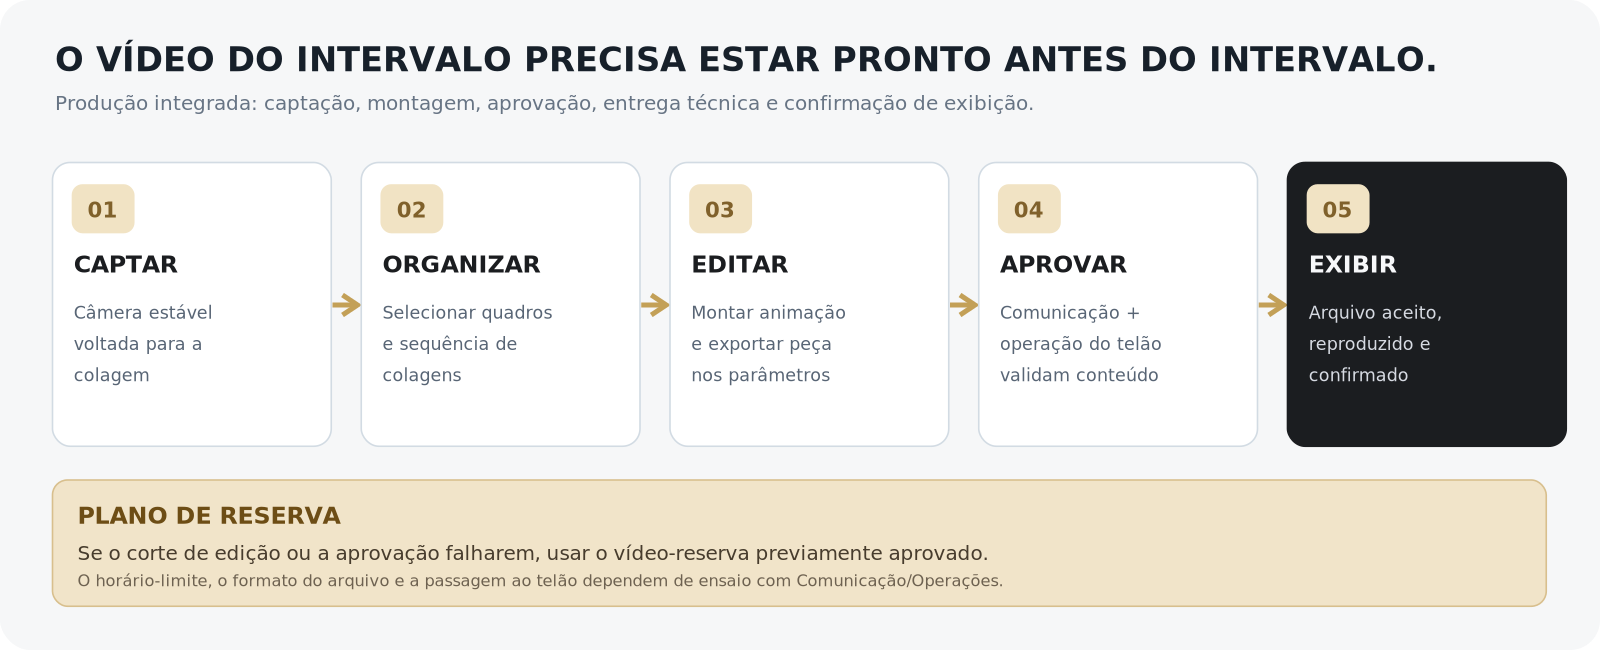 O VÍDEO DO INTERVALO PRECISA ESTAR PRONTO ANTES DO INTERVALO.
Produção integrada: captação, montagem, aprovação, entrega técnica e confirmação de exibição.
01
CAPTAR
Câmera estável
voltada para a
colagem
02
ORGANIZAR
Selecionar quadros
e sequência de
colagens
03
EDITAR
Montar animação
e exportar peça
nos parâmetros
04
APROVAR
Comunicação +
operação do telão
validam conteúdo
05
EXIBIR
Arquivo aceito,
reproduzido e
confirmado
PLANO DE RESERVA
Se o corte de edição ou a aprovação falharem, usar o vídeo-reserva previamente aprovado.
O horário-limite, o formato do arquivo e a passagem ao telão dependem de ensaio com Comunicação/Operações.